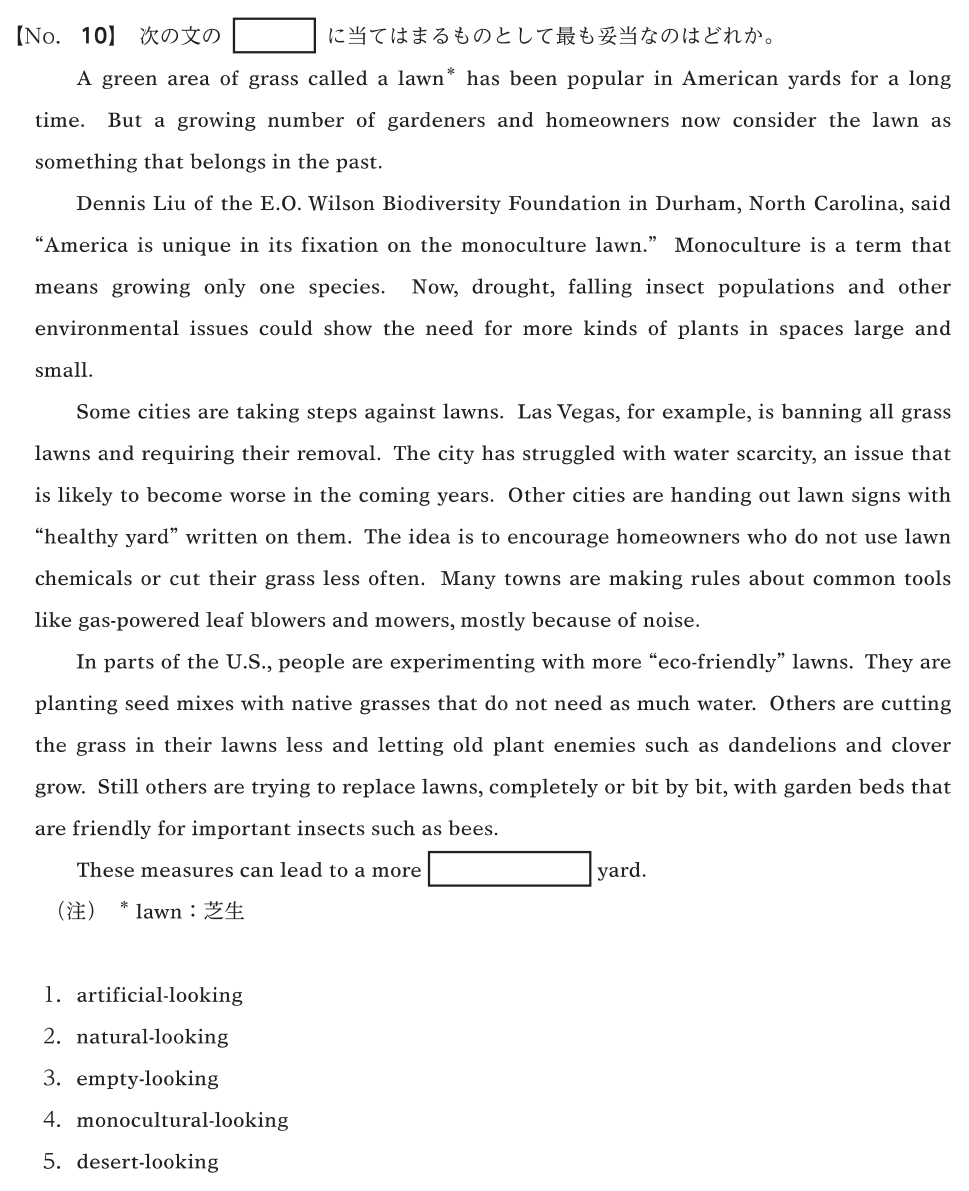 【No. 10】 次の文の　　　に当てはまるものとして最も妥当なのはどれか。
A green area of grass called a lawn* has been popular in American yards for a long
time. But a growing number of gardeners and homeowners now consider the lawn as
something that belongs in the past.
Dennis Liu of the E.O. Wilson Biodiversity Foundation in Durham, North Carolina, said
“America is unique in its fixation on the monoculture lawn.” Monoculture is a term that
means growing only one species. Now, drought, falling insect populations and other
environmental issues could show the need for more kinds of plants in spaces large and
small.
Some cities are taking steps against lawns. Las Vegas, for example, is banning all grass
lawns and requiring their removal. The city has struggled with water scarcity, an issue that
is likely to become worse in the coming years. Other cities are handing out lawn signs with
“healthy yard” written on them. The idea is to encourage homeowners who do not use lawn
chemicals or cut their grass less often. Many towns are making rules about common tools
like gas-powered leaf blowers and mowers, mostly because of noise.
In parts of the U.S., people are experimenting with more “eco-friendly” lawns. They are
planting seed mixes with native grasses that do not need as much water. Others are cutting
the grass in their lawns less and letting old plant enemies such as dandelions and clover
grow. Still others are trying to replace lawns, completely or bit by bit, with garden beds that
are friendly for important insects such as bees.
These measures can lead to a more　　　yard.
（注） * lawn：芝生
1. artificial-looking
2. natural-looking
3. empty-looking
4. monocultural-looking
5. desert-looking